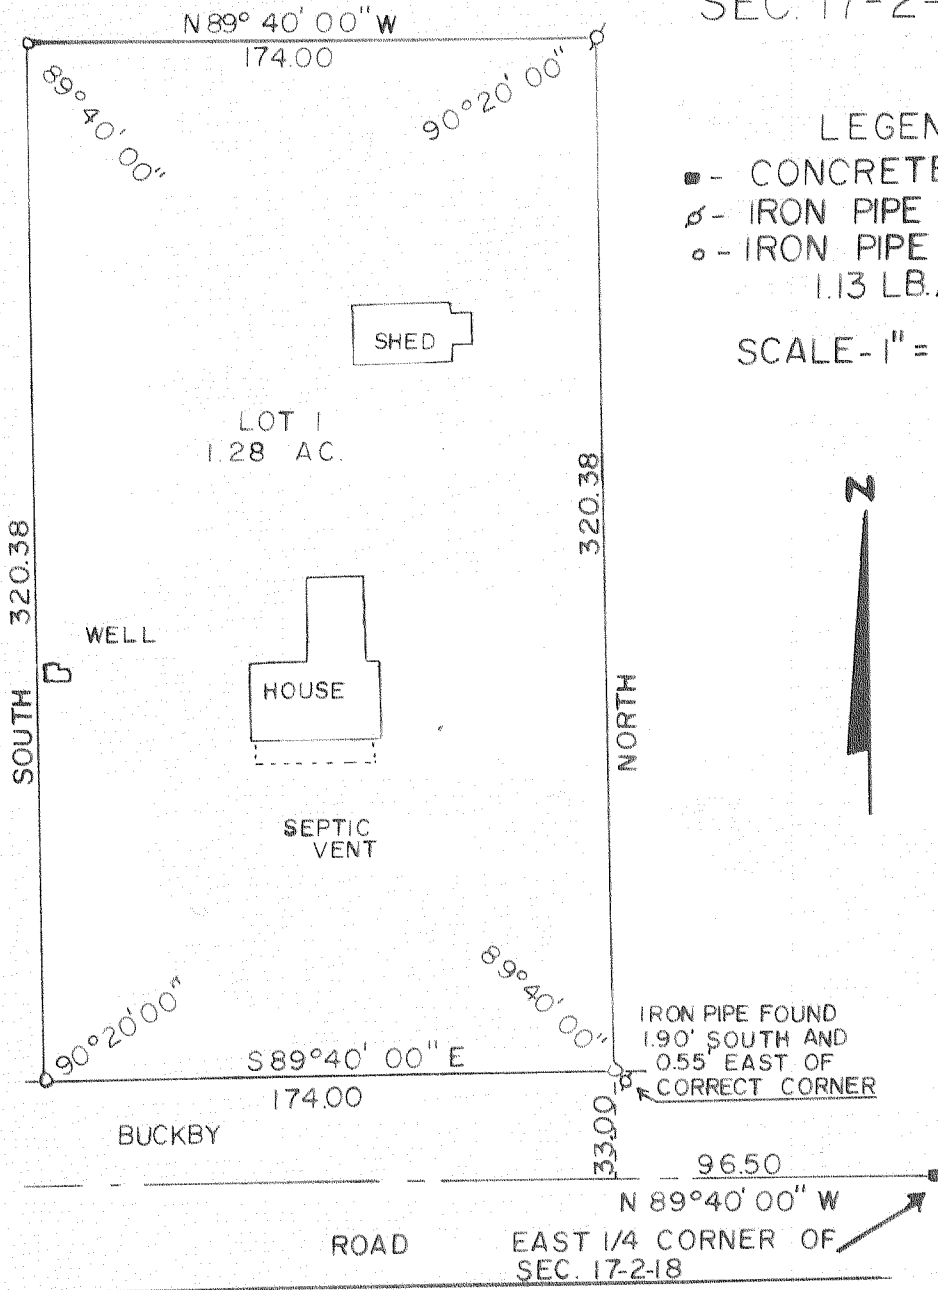 SEC. 17-2-
N 89° 40' 00" W
174.00
89° 40' 00"
90° 20' 00"
LEGEN
- CONCRETE
- IRON PIPE
- IRON PIPE
1.13 LB.
SCALE - 1" =
SHED
LOT 1
1.28 AC.
N
SOUTH 320.38
NORTH 320.38
WELL
HOUSE
SEPTIC
VENT
90° 20' 00"
89° 40' 00"
IRON PIPE FOUND
1.90' SOUTH AND
0.55' EAST OF
CORRECT CORNER
S 89° 40' 00" E
174.00
33.00
BUCKBY
96.50
N 89° 40' 00" W
ROAD
EAST 1/4 CORNER OF
SEC. 17-2-18